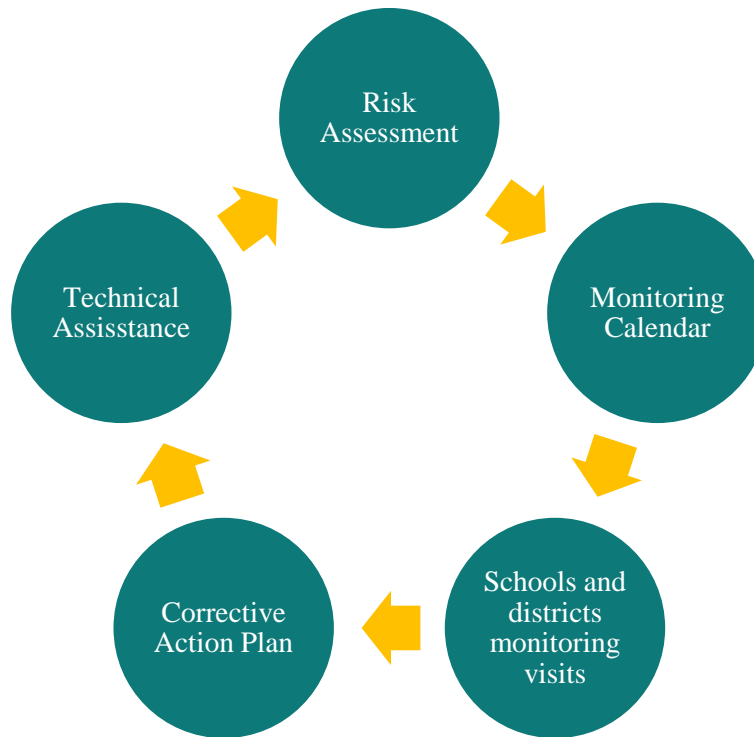 Risk
Assessment
Monitoring
Calendar
Schools and
districts
monitoring
visits
Corrective
Action Plan
Technical
Assisstance